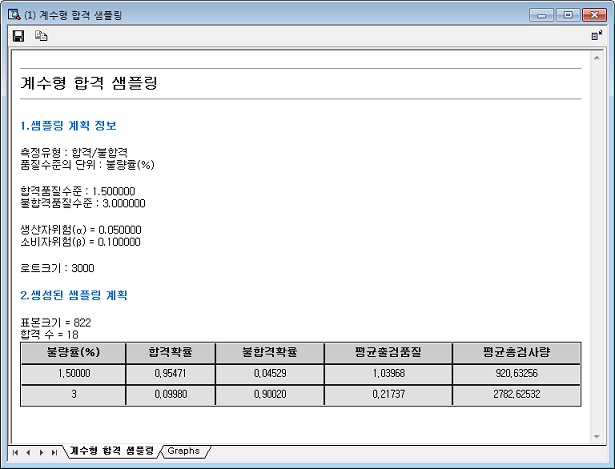 (1) 계수형 합격 샘플링
계수형 합격 샘플링
1.샘플링 계획 정보
측정유형 : 합격/불합격
품질수준의 단위 : 불량률(%)
합격품질수준 : 1.500000
불합격품질수준 : 3.000000
생산자위험(α) = 0.050000
소비자위험(β) = 0.100000
로트크기 : 3000
2.생성된 샘플링 계획
표본크기 = 822
합격 수 = 18
불량률(%) 합격확률 불합격확률 평균출검품질 평균총검사량
1.50000 0.95471 0.04529 1.03968 920.63256
3 0.09980 0.90020 0.21737 2782.62532
계수형 합격 샘플링 Graphs